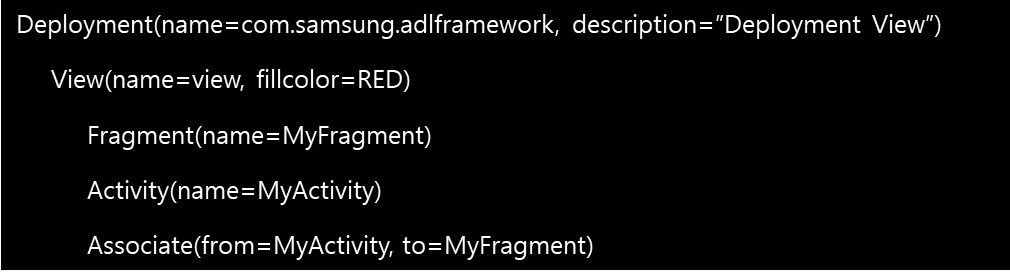 Deployment(name=com.samsung.adlframework, description=”Deployment View”)
View(name=view, fillcolor=RED)
Fragment(name=MyFragment)
Activity(name=MyActivity)
Associate(from=MyActivity, to=MyFragment)